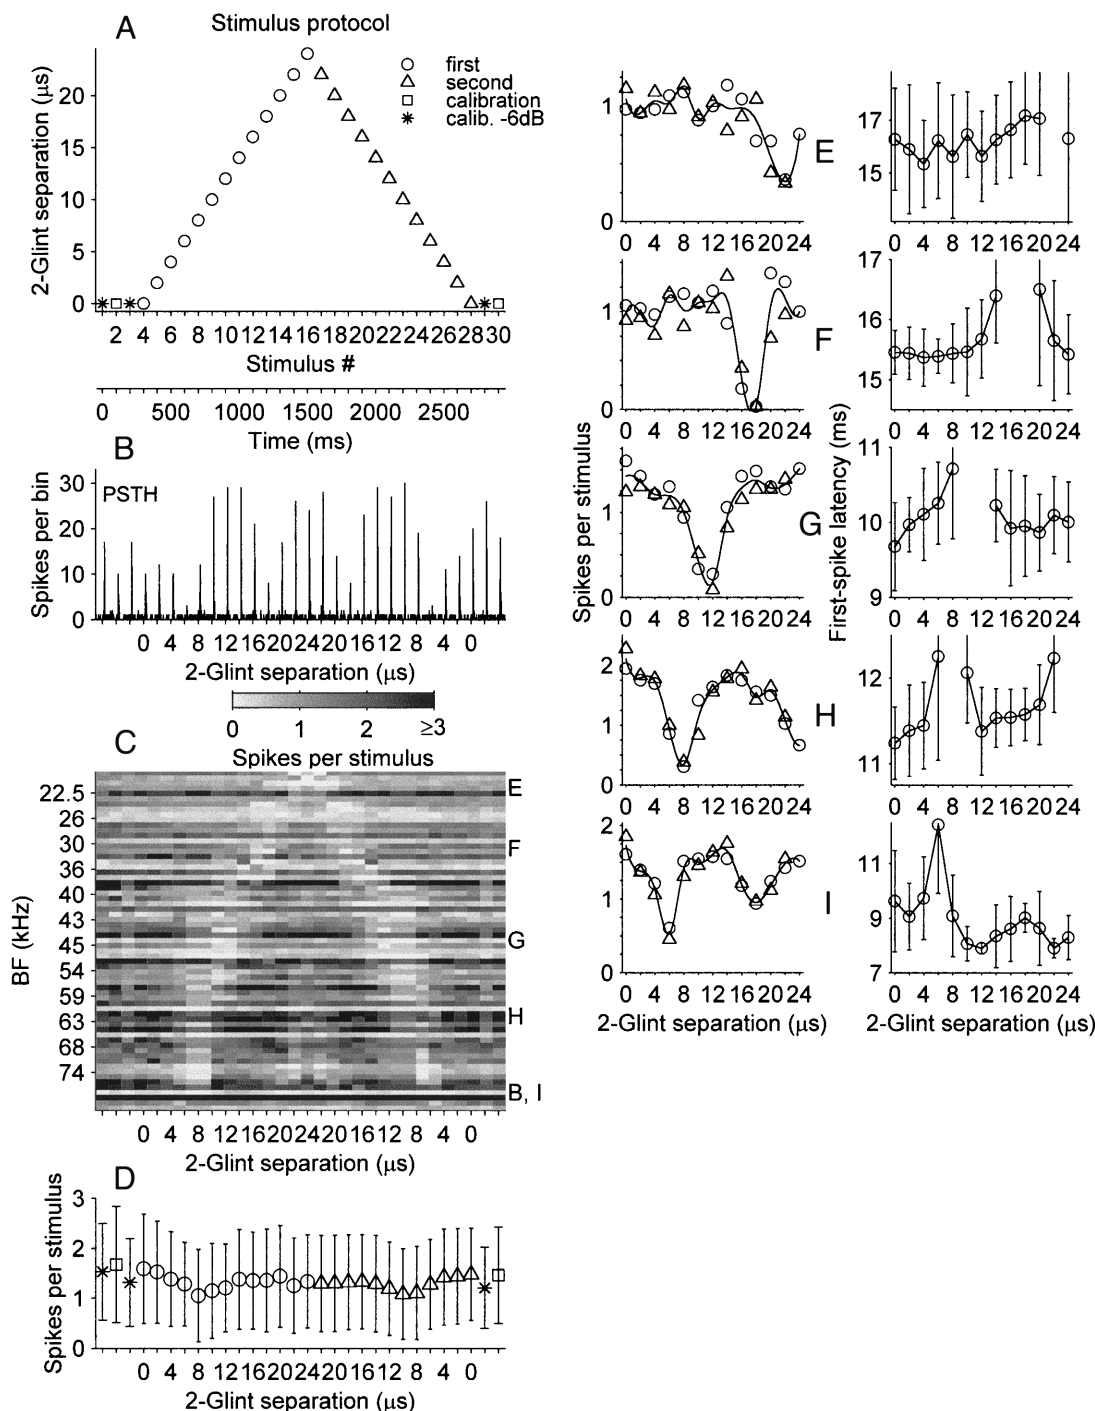 A
Stimulus protocol
2-Glint separation (μs)
20
15
10
5
0
first
second
calibration
calib. -6dB
2 4 6 8 10 12 14 16 18 20 22 24 26 28 30
Stimulus #
0 500 1000 1500 2000 2500
Time (ms)
B
PSTH
Spikes per bin
30
20
10
0
0 4 8 12 16 20 24 20 16 12 8 4 0
2-Glint separation (μs)
0 1 2 ≥3
Spikes per stimulus
C
BF (kHz)
22.5
26
30
36
40
43
45
54
59
63
68
74
E
F
G
H
B, I
0 4 8 12 16 20 24 20 16 12 8 4 0
2-Glint separation (μs)
D
Spikes per stimulus
3
2
1
0
0 4 8 12 16 20 24 20 16 12 8 4 0
2-Glint separation (μs)
1
0
0 4 8 12 16 20 24
E
17
15
0 4 8 12 16 20 24
1
0
0 4 8 12 16 20 24
F
17
16
15
0 4 8 12 16 20 24
Spikes per stimulus
1
0
0 4 8 12 16 20 24
G
First-spike latency (ms)
11
10
9
0 4 8 12 16 20 24
2
1
0
0 4 8 12 16 20 24
H
12
11
0 4 8 12 16 20 24
2
1
0
0 4 8 12 16 20 24
2-Glint separation (μs)
I
11
9
7
0 4 8 12 16 20 24
2-Glint separation (μs)